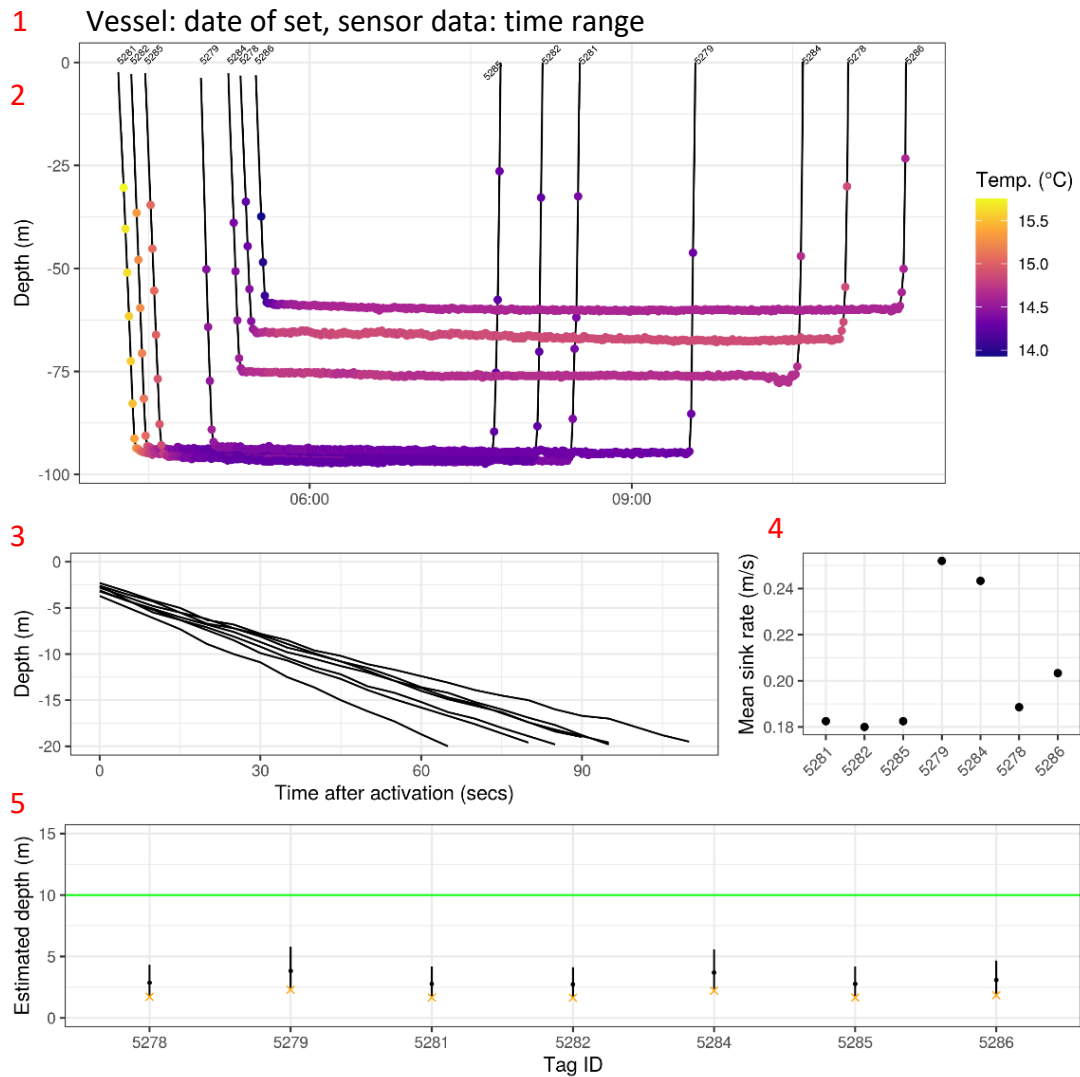 1 Vessel: date of set, sensor data: time range
2
5281 5282 5285 5279 5284 5278 5286 5285 5282 5281 5279 5284 5278 5286
0
-25
-50
-75
-100
Depth (m)
06:00 09:00
Temp. (°C)
15.5
15.0
14.5
14.0
3
0
-5
-10
-15
-20
Depth (m)
0 30 60 90
Time after activation (secs)
4
0.24
0.22
0.20
0.18
Mean sink rate (m/s)
5281 5282 5285 5279 5284 5278 5286
5
15
10
5
0
Estimated depth (m)
5278 5279 5281 5282 5284 5285 5286
Tag ID